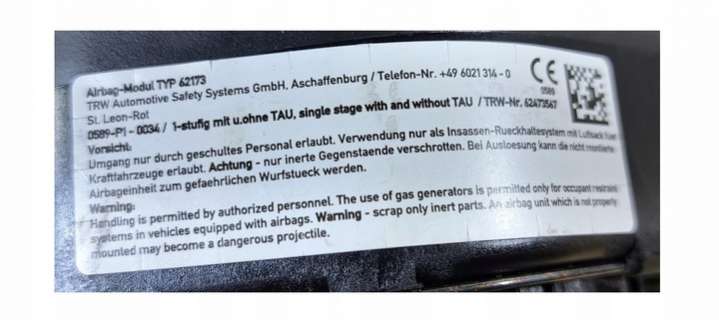 Airbag-Modul TYP 62173
TRW Automotive Safety Systems GmbH, Aschaffenburg / Telefon-Nr. +49 6021 314 - 0
St. Leon-Rot
0589-P1 - 0034 / 1-stufig mit u.ohne TAU, single stage with and without TAU / TRW-Nr. 62473567
CE
0589
Vorsicht:
Umgang nur durch geschultes Personal erlaubt. Verwendung nur als Insassen-Rueckhaltesystem mit Luftsack fuer
Kraftfahrzeuge erlaubt. Achtung - nur inerte Gegenstaende verschrotten. Bei Ausloesung kann die nicht montierte
Airbageinheit zum gefaehrlichen Wurfstueck werden.
Warning:
Handling is permitted by authorized personnel. The use of gas generators is permitted only for occupant restraint
systems in vehicles equipped with airbags. Warning - scrap only inert parts. An airbag unit which is not properly
mounted may become a dangerous projectile.